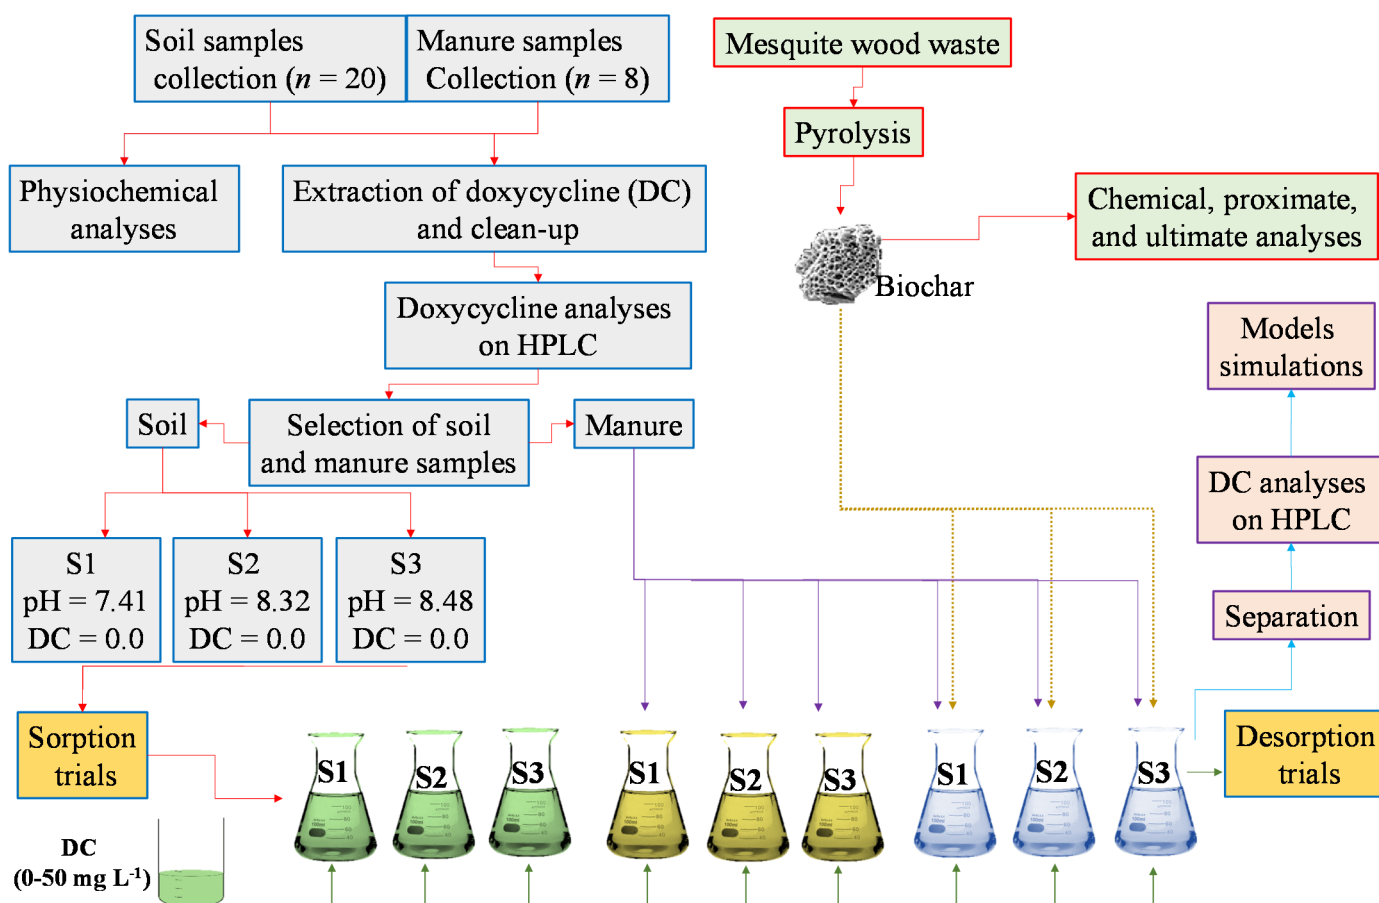 Soil samples
collection (n = 20)
Manure samples
Collection (n = 8)
Mesquite wood waste
Pyrolysis
Physiochemical
analyses
Extraction of doxycycline (DC)
and clean-up
Chemical, proximate,
and ultimate analyses
Biochar
Doxycycline analyses
on HPLC
Models
simulations
Soil
Selection of soil
and manure samples
Manure
DC analyses
on HPLC
S1
pH = 7.41
DC = 0.0
S2
pH = 8.32
DC = 0.0
S3
pH = 8.48
DC = 0.0
Separation
Sorption
trials
S1
S2
S3
S1
S2
S3
S1
S2
S3
Desorption
trials
DC
(0-50 mg L⁻¹)